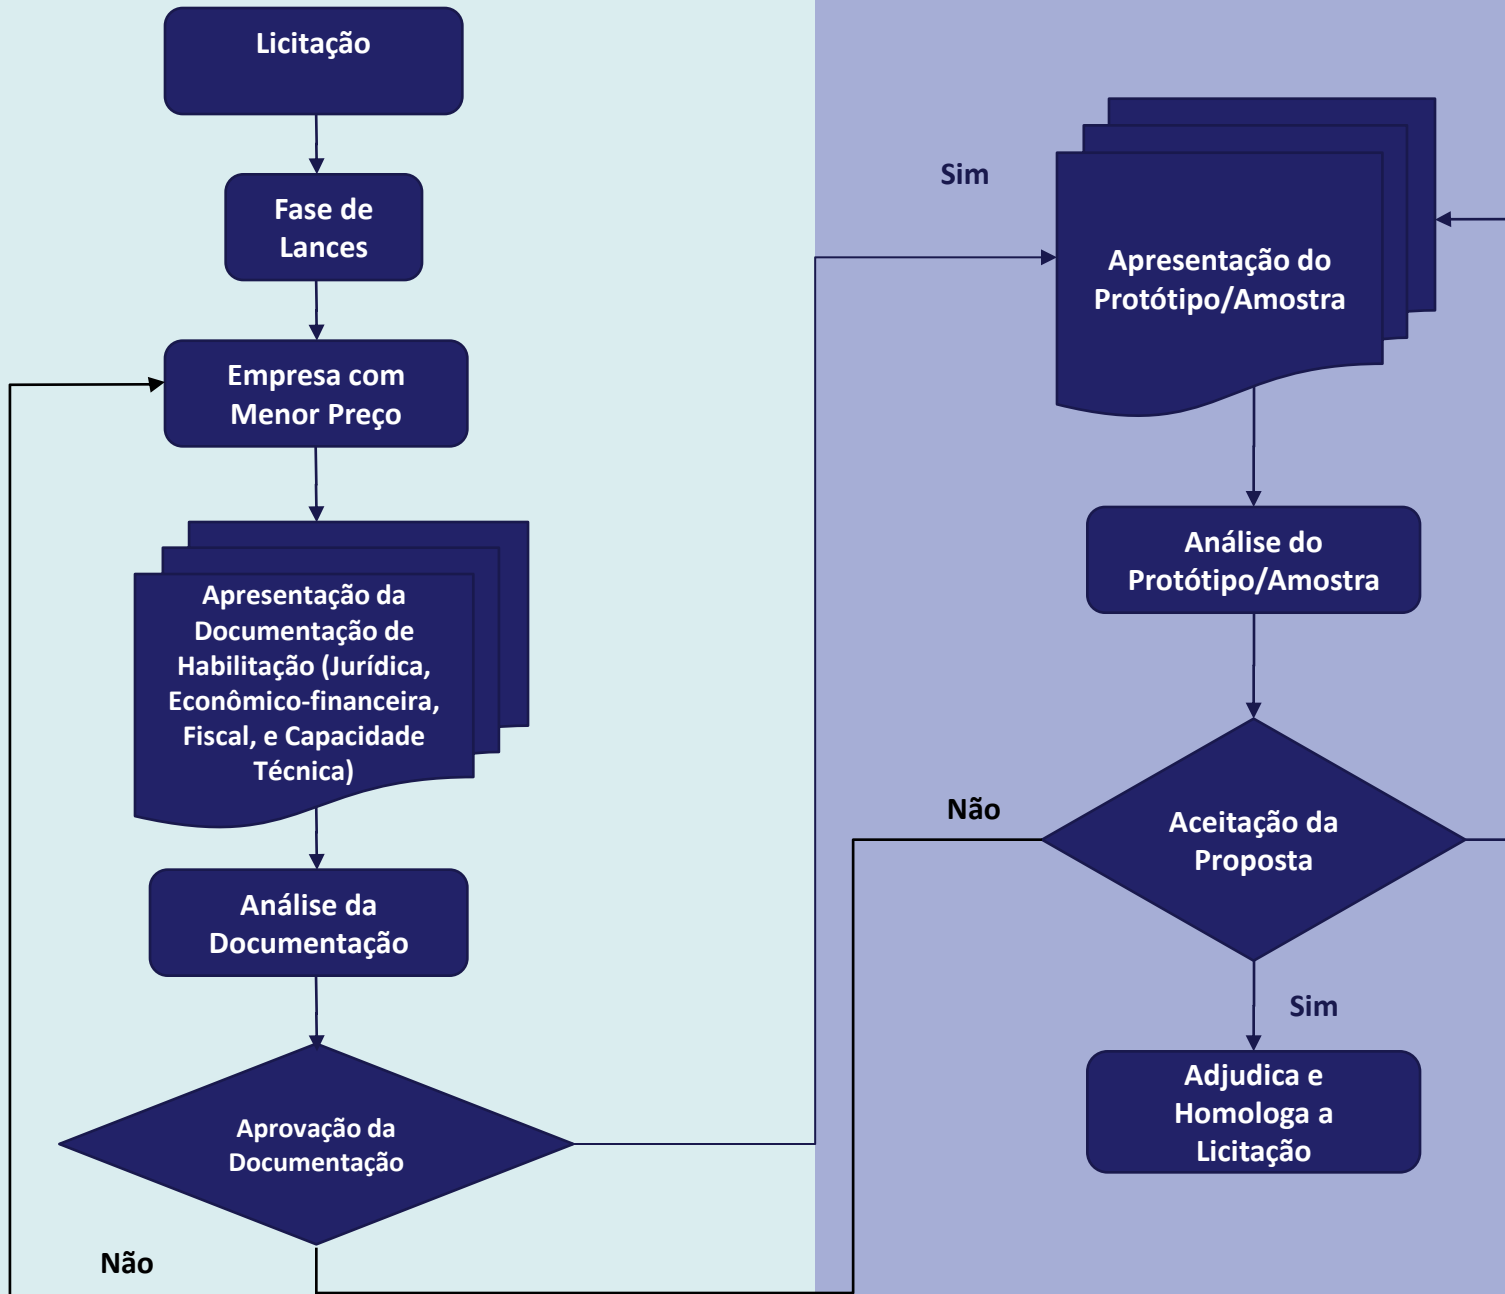 Licitação
Fase de
Lances
Empresa com
Menor Preço
Apresentação da
Documentação de
Habilitação (Jurídica,
Econômico-financeira,
Fiscal, e Capacidade
Técnica)
Análise da
Documentação
Aprovação da
Documentação
Não
Sim
Apresentação do
Protótipo/Amostra
Análise do
Protótipo/Amostra
Não
Aceitação da
Proposta
Sim
Adjudica e
Homologa a
Licitação